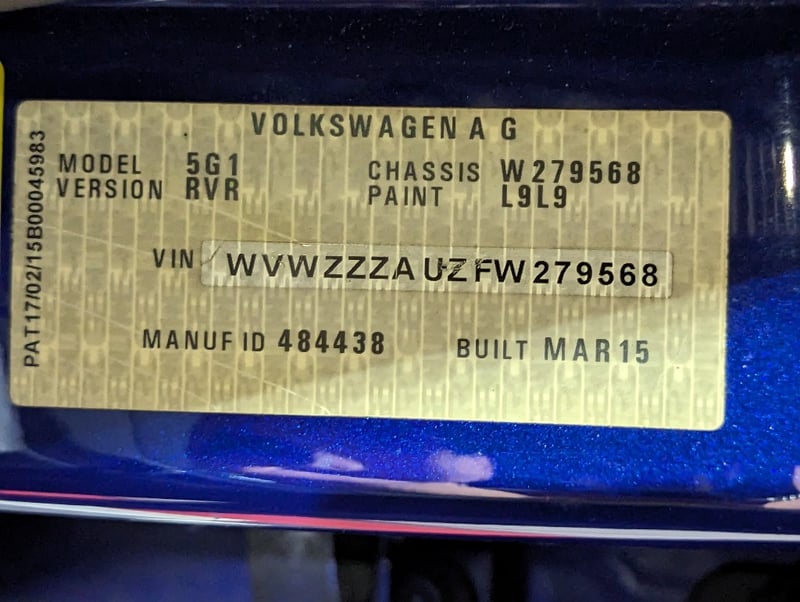 VOLKSWAGEN A G
MODEL 5G1 CHASSIS W279568
VERSION RVR PAINT L9L9
VIN WVWZZZAUZFW279568
MANUF ID 484438 BUILT MAR15
PAT17/02/15B00045983